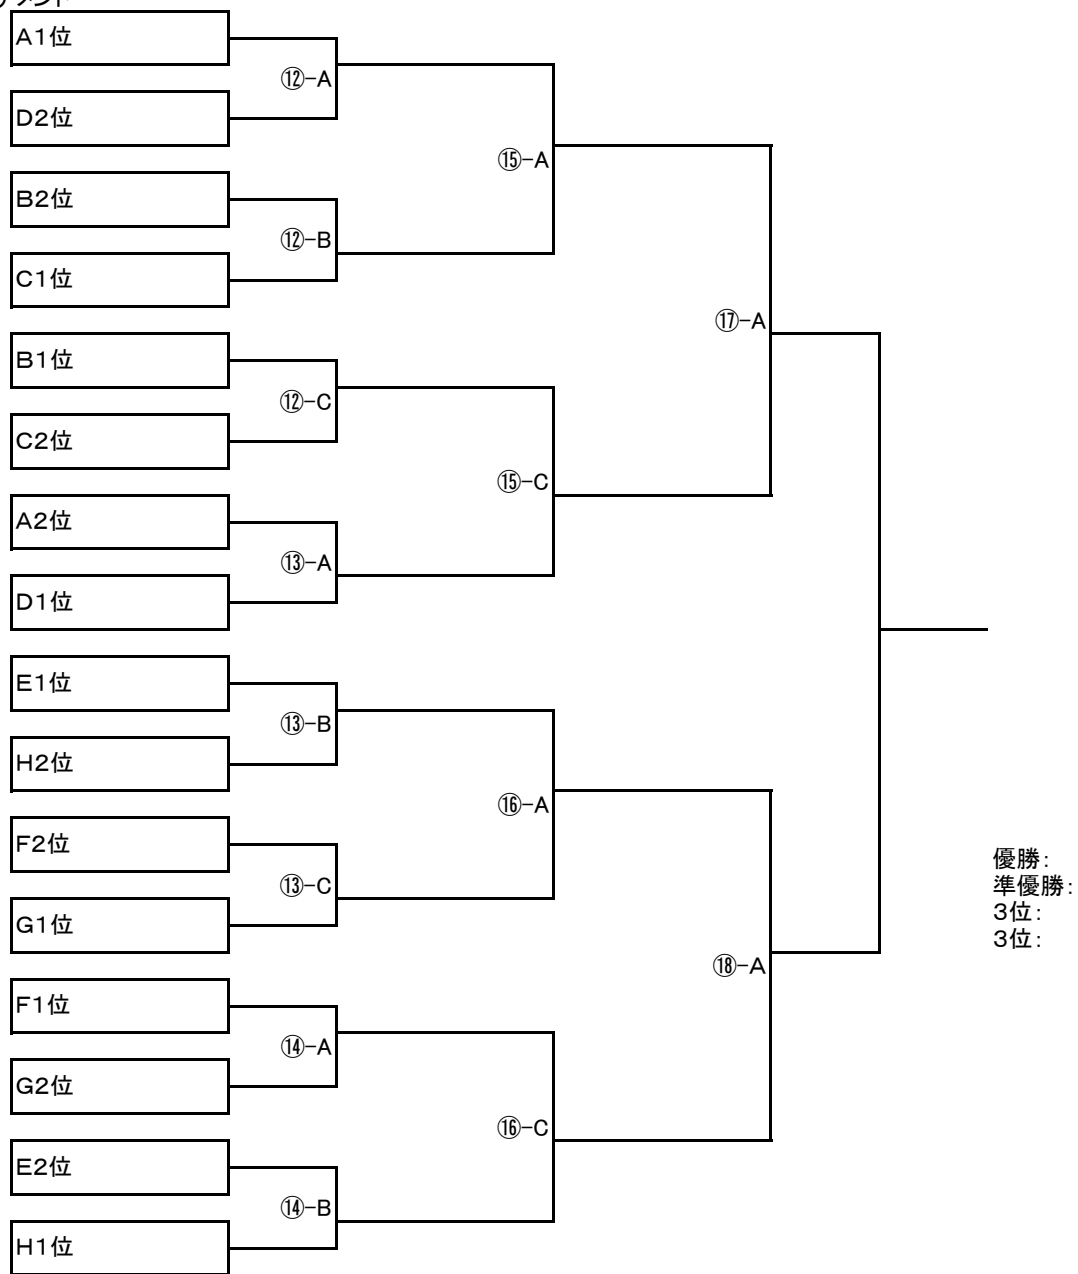 A1位
⑫-A
D2位
⑮-A
B2位
⑫-B
C1位
⑰-A
B1位
⑫-C
C2位
⑮-C
A2位
⑬-A
D1位
E1位
⑬-B
H2位
⑯-A
F2位
⑬-C
G1位
優勝：
準優勝：
3位：
3位：
⑱-A
F1位
⑭-A
G2位
⑯-C
E2位
⑭-B
H1位